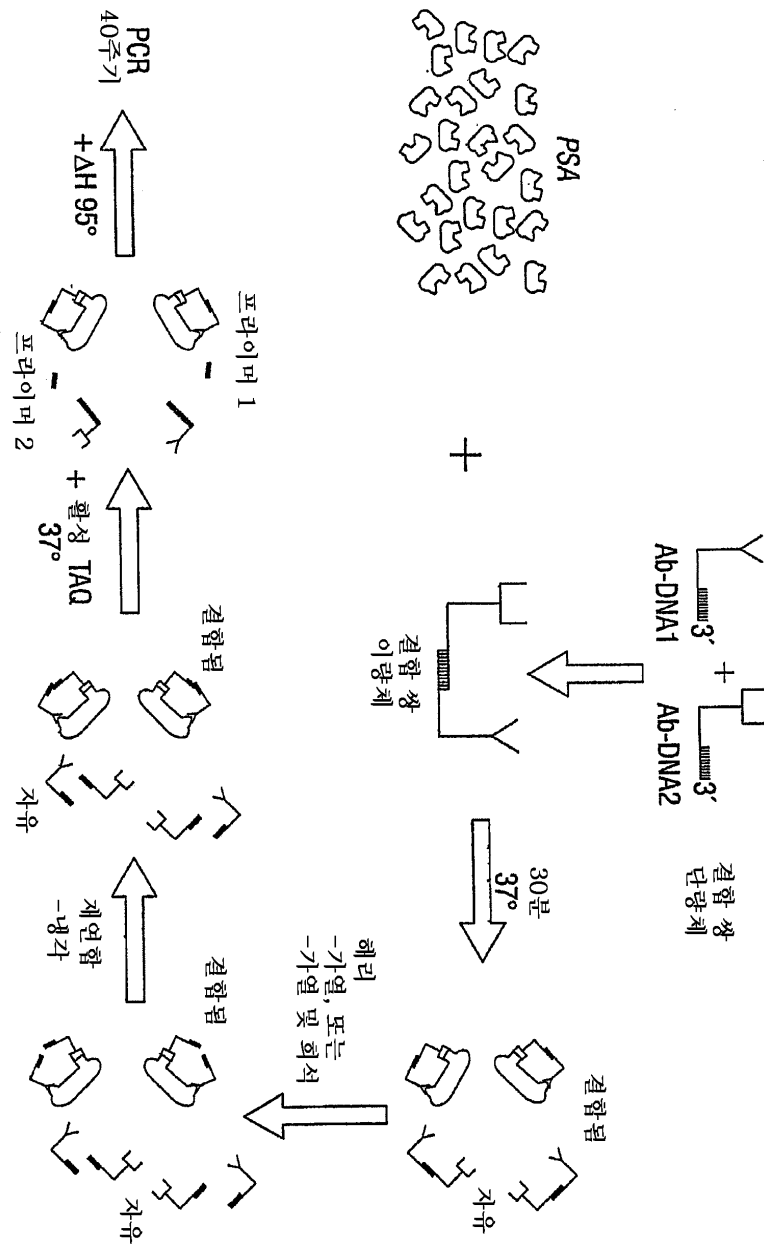 PSA
+
Ab-DNA1
3′
+
Ab-DNA2
3′
결합 쌍
단량체
결합 쌍
이량체
30분
37°
결합됨
자유
해리
-가열, 또는
-가열 및 희석
결합됨
자유
재연합
-냉각
결합됨
자유
+ 활성 TAQ
37°
프라이머 1
프라이머 2
+ΔH 95°
PCR
40주기